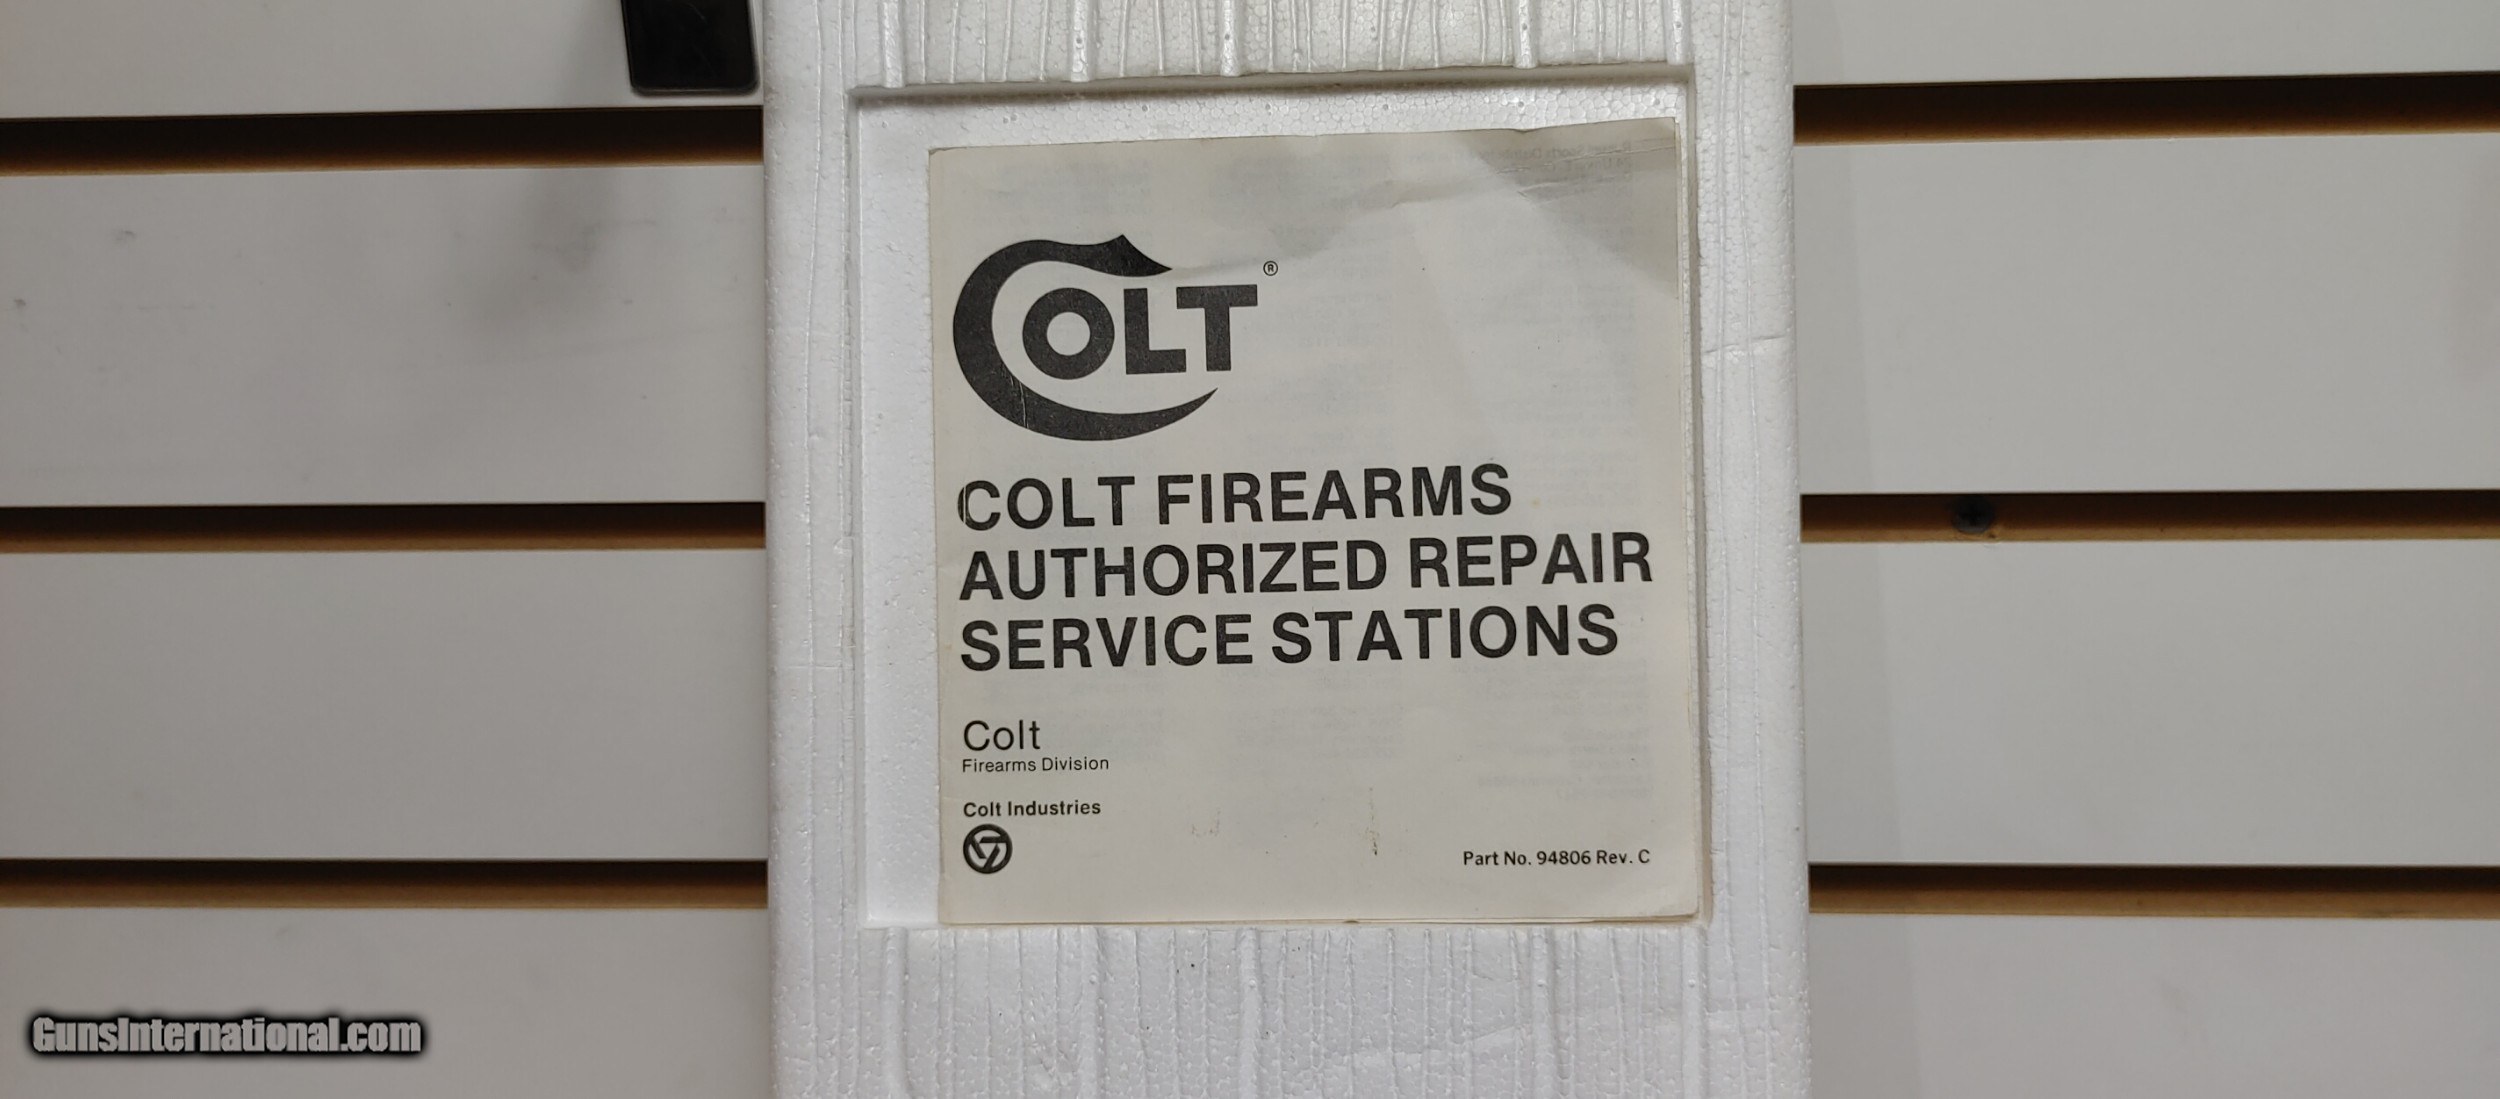 COLT®
COLT FIREARMS
AUTHORIZED REPAIR
SERVICE STATIONS
Colt
Firearms Division
Colt Industries
Part No. 94806 Rev. C
GunsInternational.com